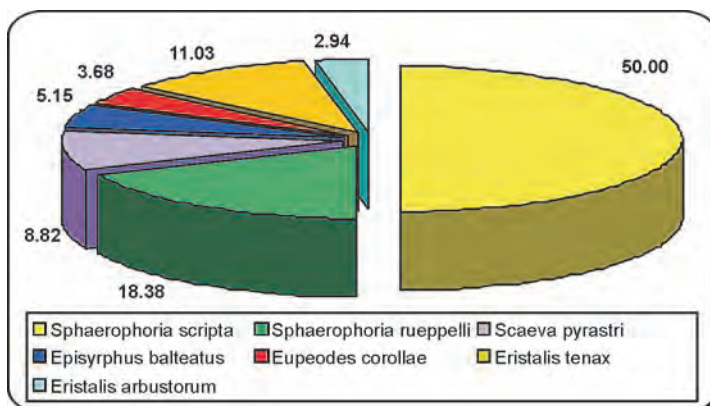 2.94
11.03
50.00
3.68
5.15
8.82
18.38
Sphaerophoria scripta Sphaerophoria rueppelli Scaeva pyrastri
Episyrphus balteatus Eupeodes corollae Eristalis tenax
Eristalis arbustorum